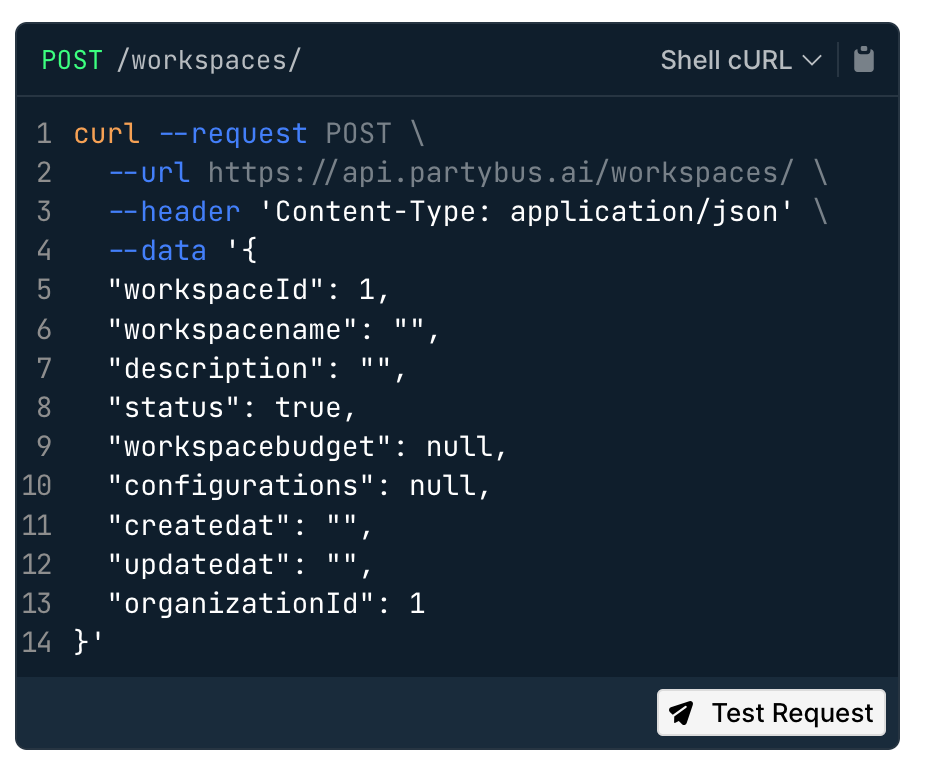 POST /workspaces/
Shell cURL
1 curl --request POST \
2 --url https://api.partybus.ai/workspaces/ \
3 --header 'Content-Type: application/json' \
4 --data '{
5 "workspaceId": 1,
6 "workspacename": "",
7 "description": "",
8 "status": true,
9 "workspacebudget": null,
10 "configurations": null,
11 "createdat": "",
12 "updatedat": "",
13 "organizationId": 1
14 }'
Test Request